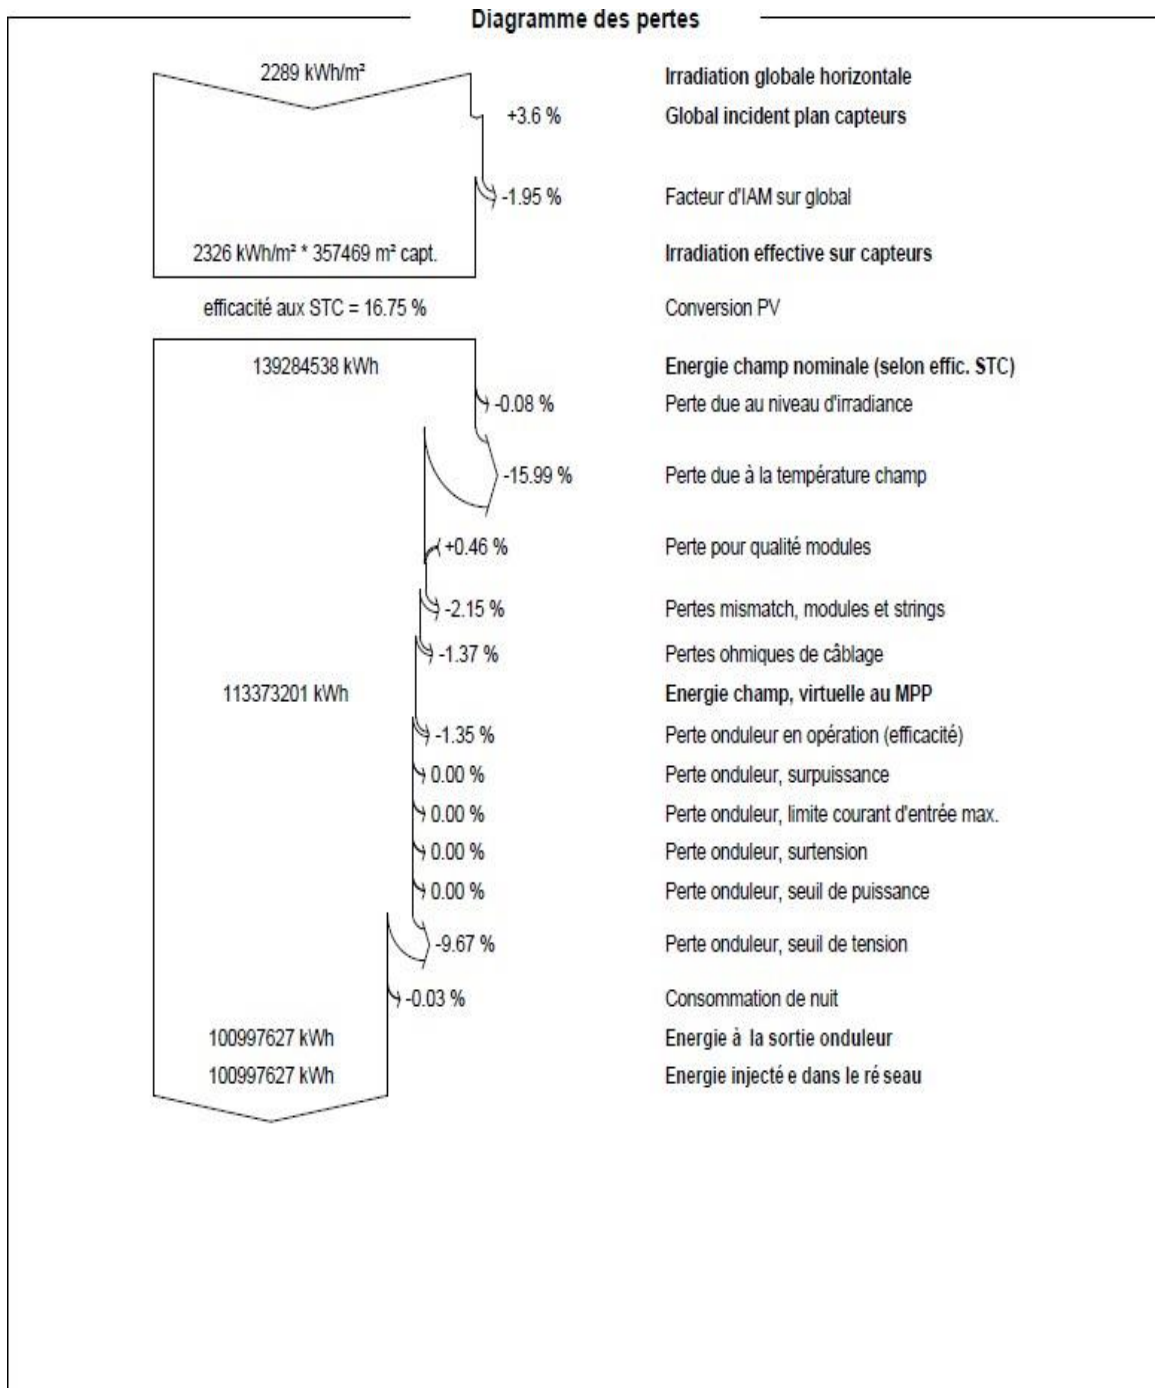 Diagramme des pertes
2289 kWh/m² Irradiation globale horizontale
+3.6 % Global incident plan capteurs
-1.95 % Facteur d'IAM sur global
2326 kWh/m² * 357469 m² capt. Irradiation effective sur capteurs
efficacité aux STC = 16.75 % Conversion PV
139284538 kWh Energie champ nominale (selon effic. STC)
-0.08 % Perte due au niveau d'irradiance
-15.99 % Perte due à la température champ
+0.46 % Perte pour qualité modules
-2.15 % Pertes mismatch, modules et strings
-1.37 % Pertes ohmiques de câblage
113373201 kWh Energie champ, virtuelle au MPP
-1.35 % Perte onduleur en opération (efficacité)
0.00 % Perte onduleur, surpuissance
0.00 % Perte onduleur, limite courant d'entrée max.
0.00 % Perte onduleur, surtension
0.00 % Perte onduleur, seuil de puissance
-9.67 % Perte onduleur, seuil de tension
-0.03 % Consommation de nuit
100997627 kWh Energie à la sortie onduleur
100997627 kWh Energie injecté e dans le ré seau